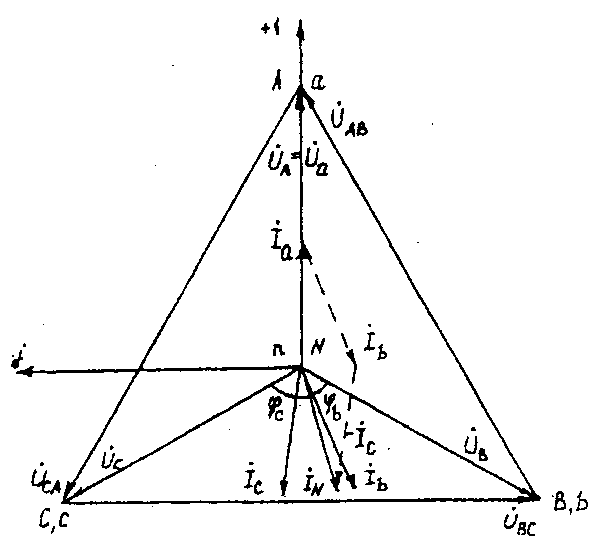 +1
A a
U̇AB
U̇A = U̇a
İa
n N
İb
j
φc φb
İc
U̇C U̇B
U̇CA İc İN İb
C,c B,b
U̇BC